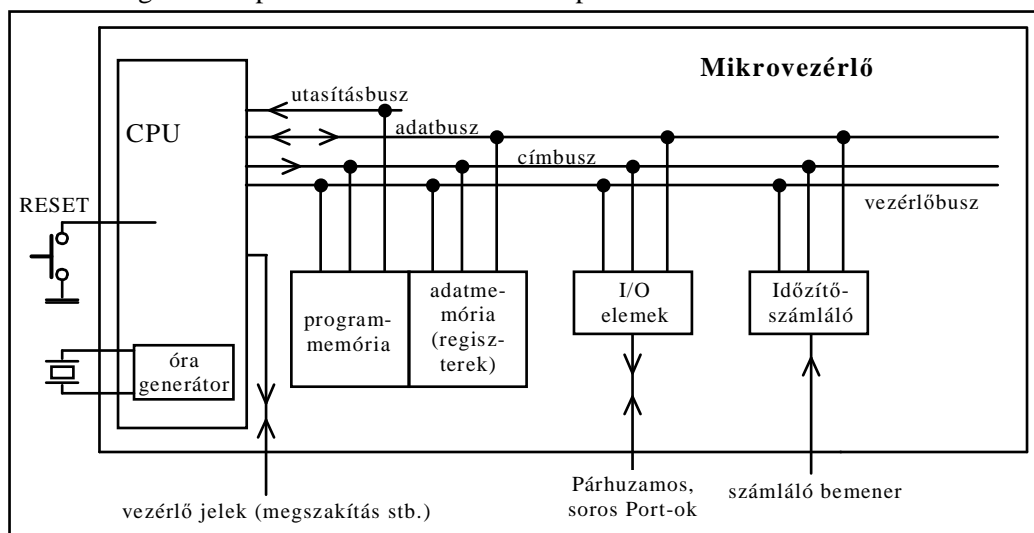 Mikrovezérlő
utasításbusz
CPU
adatbusz
címbusz
RESET
vezérlőbusz
program-
memória
adatme-
mória
(regisz-
terek)
I/O
elemek
Időzítő-
számláló
óra
generátor
Párhuzamos,
soros Port-ok
számláló bemener
vezérlő jelek (megszakítás stb.)